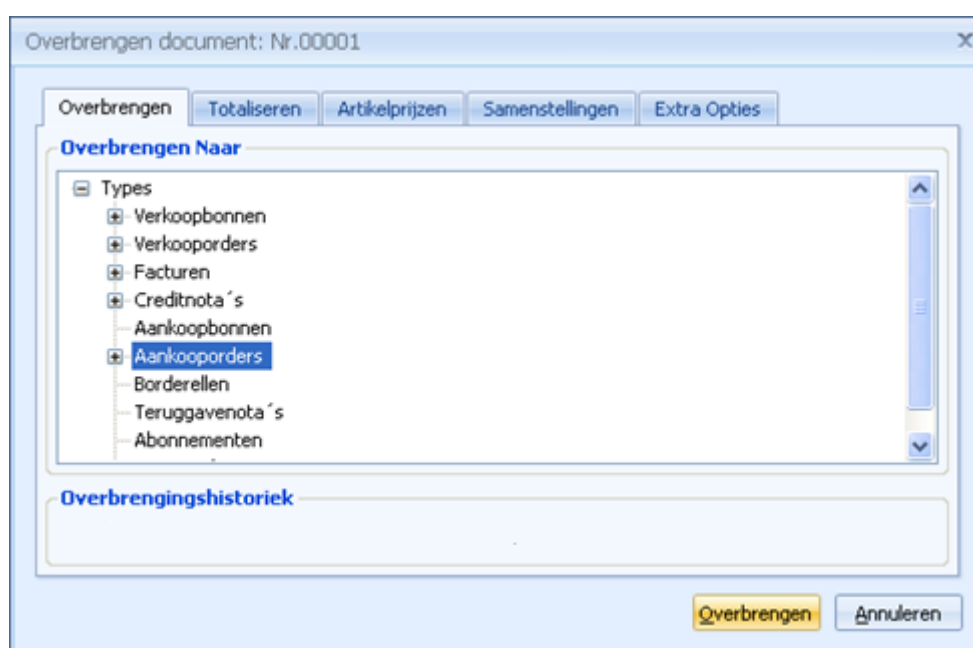 Overbrengen document: Nr.00001
Overbrengen Totaliseren Artikelprijzen Samenstellingen Extra Opties
Overbrengen Naar
Types
Verkoopbonnen
Verkooporders
Facturen
Creditnota´s
Aankoopbonnen
Aankooporders
Borderellen
Teruggavenota´s
Abonnementen
Overbrengingshistoriek
Overbrengen Annuleren